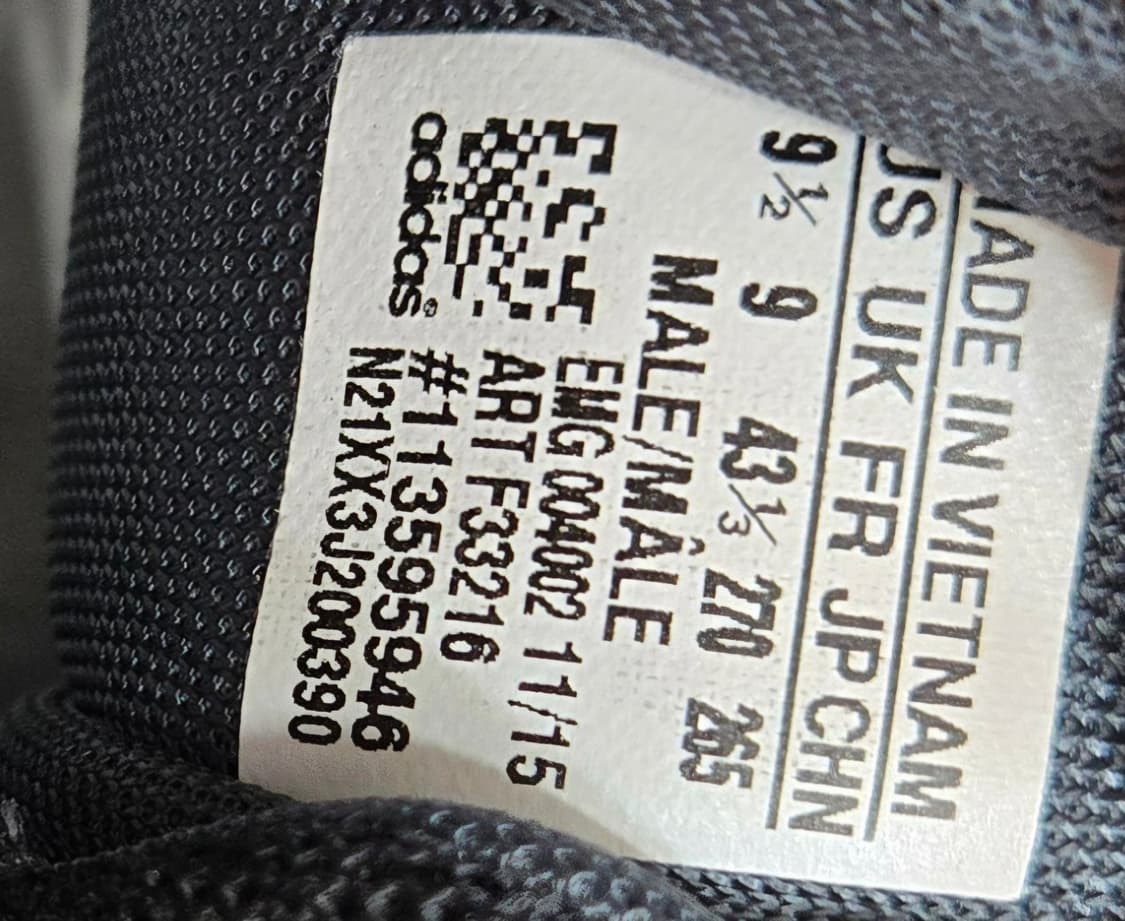 MADE IN VIETNAM
US UK FR JP CHN
9½ 9 43⅓ 270 265
MALE/MÂLE
EMG 004002 11/15
ART F33216
#113595946
N21XX3J200390
adidas®